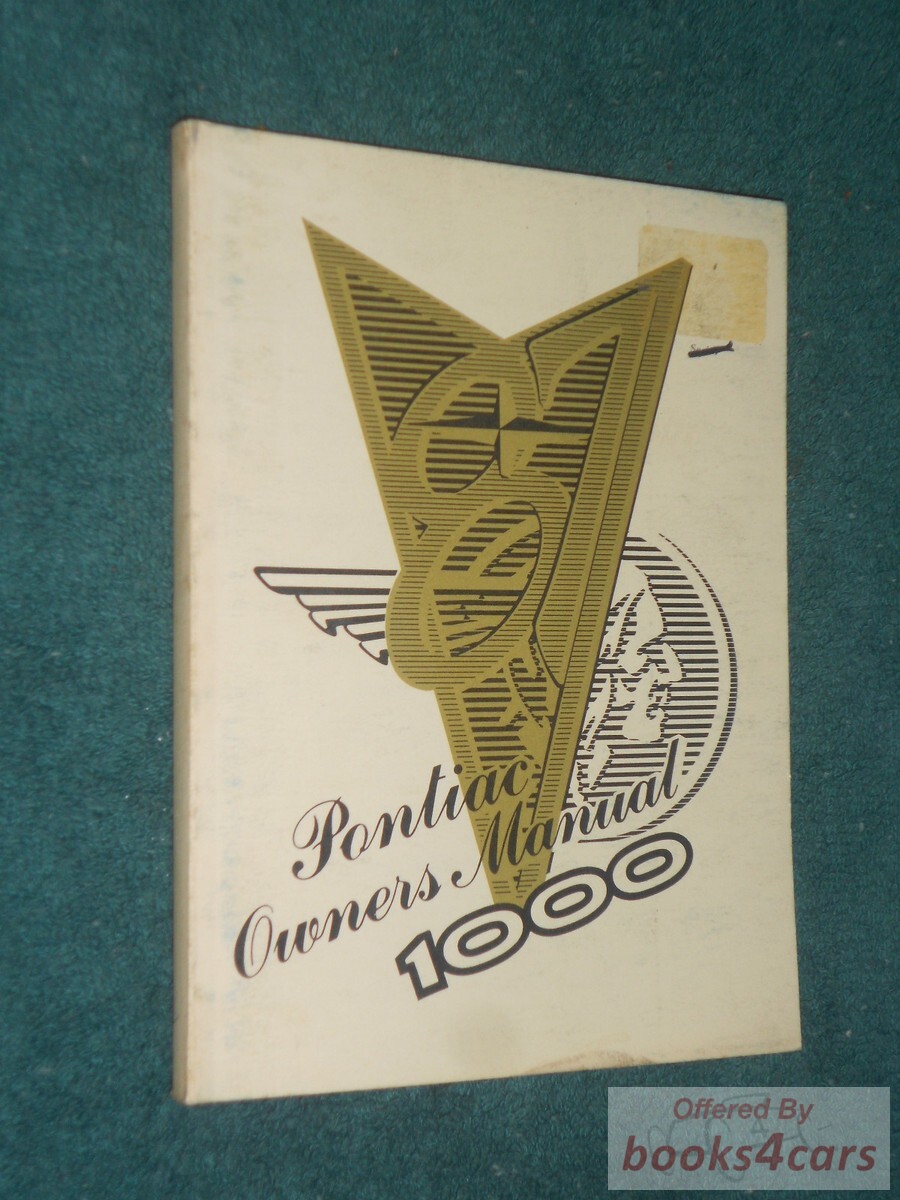 Pontiac
Owners Manual
1000
Offered By
books4cars